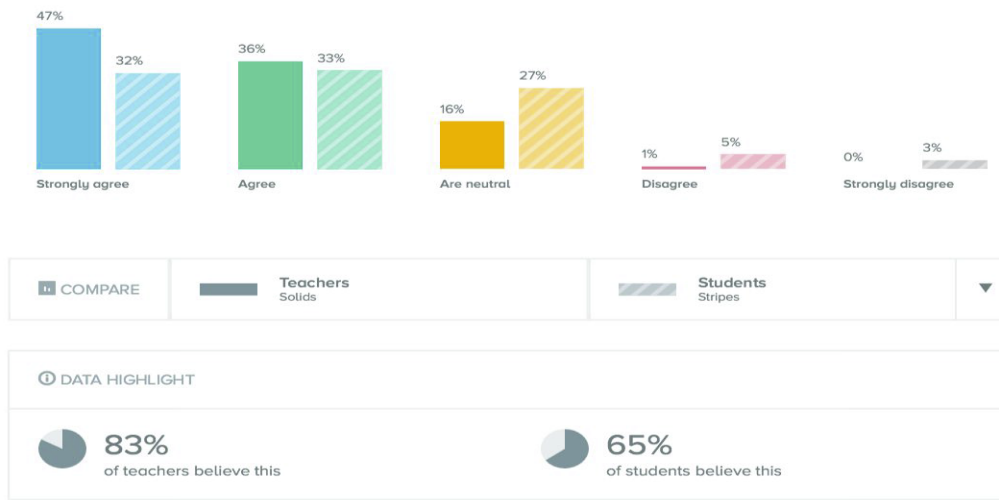 47%
32%
36%
33%
16%
27%
1%
5%
0%
3%
Strongly agree
Agree
Are neutral
Disagree
Strongly disagree
COMPARE
Teachers
Solids
Students
Stripes
DATA HIGHLIGHT
83%
of teachers believe this
65%
of students believe this